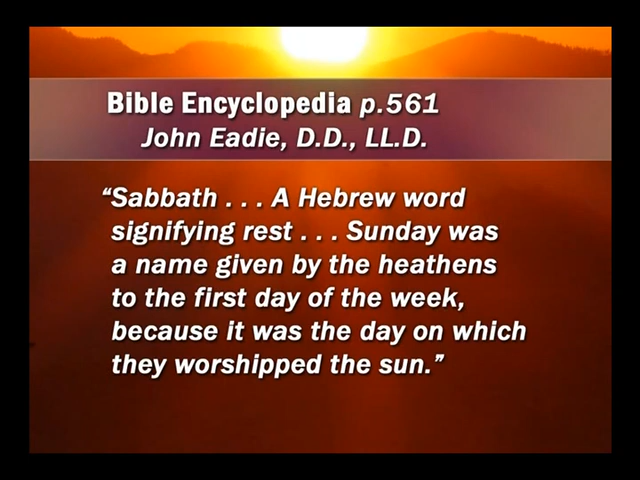 Bible Encyclopedia p.561
John Eadie, D.D., LL.D.
“Sabbath . . . A Hebrew word
signifying rest . . . Sunday was
a name given by the heathens
to the first day of the week,
because it was the day on which
they worshipped the sun.”